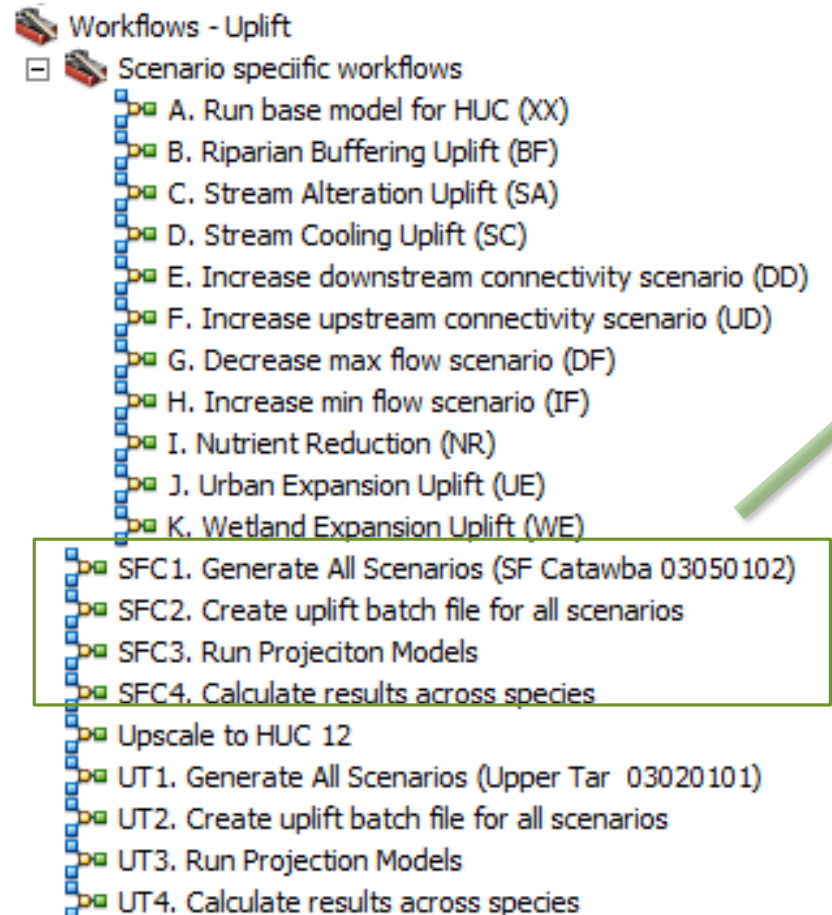 Workflows - Uplift
Scenario speciific workflows
A. Run base model for HUC (XX)
B. Riparian Buffering Uplift (BF)
C. Stream Alteration Uplift (SA)
D. Stream Cooling Uplift (SC)
E. Increase downstream connectivity scenario (DD)
F. Increase upstream connectivity scenario (UD)
G. Decrease max flow scenario (DF)
H. Increase min flow scenario (IF)
I. Nutrient Reduction (NR)
J. Urban Expansion Uplift (UE)
K. Wetland Expansion Uplift (WE)
SFC1. Generate All Scenarios (SF Catawba 03050102)
SFC2. Create uplift batch file for all scenarios
SFC3. Run Projeciton Models
SFC4. Calculate results across species
Upscale to HUC 12
UT1. Generate All Scenarios (Upper Tar  03020101)
UT2. Create uplift batch file for all scenarios
UT3. Run Projection Models
UT4. Calculate results across species